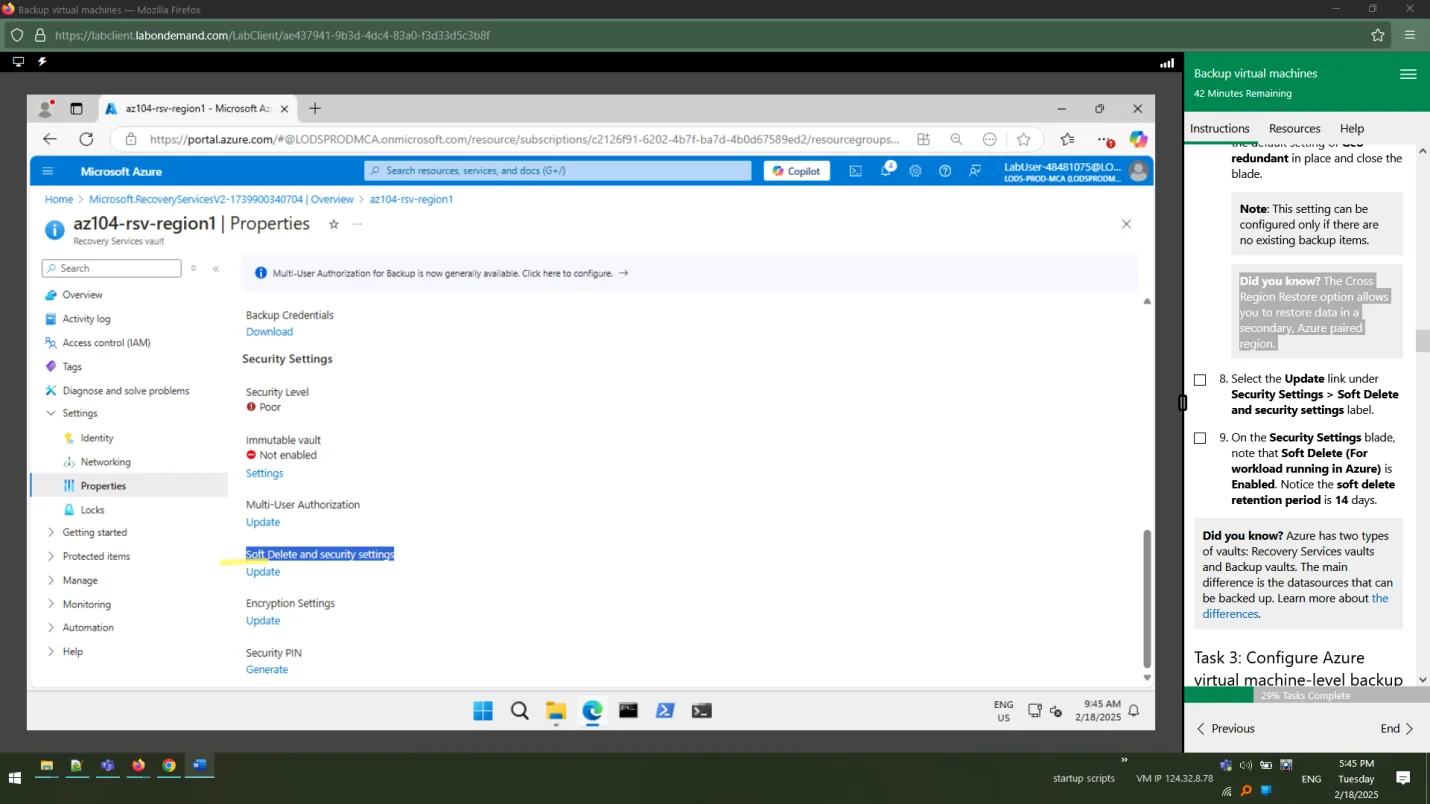 Backup virtual machines — Mozilla Firefox
https://labclient.labondemand.com/LabClient/ae437941-9b3d-4dc4-83a0-f3d33d5c3b8f
az104-rsv-region1 - Microsoft Az
https://portal.azure.com/#@LODSPRODMCA.onmicrosoft.com/resource/subscriptions/c2126f91-6202-4b7f-ba7d-4b0d67589ed2/resourcegroups...
Microsoft Azure
Search resources, services, and docs (G+/)
Copilot
4
LabUser-48481075@LO...
LODS-PROD-MCA (LODSPRODM...
Home > Microsoft.RecoveryServicesV2-1739900340704 | Overview > az104-rsv-region1
az104-rsv-region1 | Properties
Recovery Services vault
Search
Overview
Activity log
Access control (IAM)
Tags
Diagnose and solve problems
Settings
Identity
Networking
Properties
Locks
Getting started
Protected items
Manage
Monitoring
Automation
Help
Multi-User Authorization for Backup is now generally available. Click here to configure. →
Backup Credentials
Download
Security Settings
Security Level
Poor
Immutable vault
Not enabled
Settings
Multi-User Authorization
Update
Soft Delete and security settings
Update
Encryption Settings
Update
Security PIN
Generate
ENG
US
9:45 AM
2/18/2025
Backup virtual machines
42 Minutes Remaining
Instructions Resources Help
the default setting of Geo
redundant in place and close the
blade.
Note: This setting can be
configured only if there are
no existing backup items.
Did you know? The Cross
Region Restore option allows
you to restore data in a
secondary, Azure paired
region.
8. Select the Update link under
Security Settings > Soft Delete
and security settings label.
9. On the Security Settings blade,
note that Soft Delete (For
workload running in Azure) is
Enabled. Notice the soft delete
retention period is 14 days.
Did you know? Azure has two types
of vaults: Recovery Services vaults
and Backup vaults. The main
difference is the datasources that can
be backed up. Learn more about the
differences.
Task 3: Configure Azure
virtual machine-level backup
29% Tasks Complete
Previous
End
startup scripts
VM IP 124.32.8.78
ENG
5:45 PM
Tuesday
2/18/2025